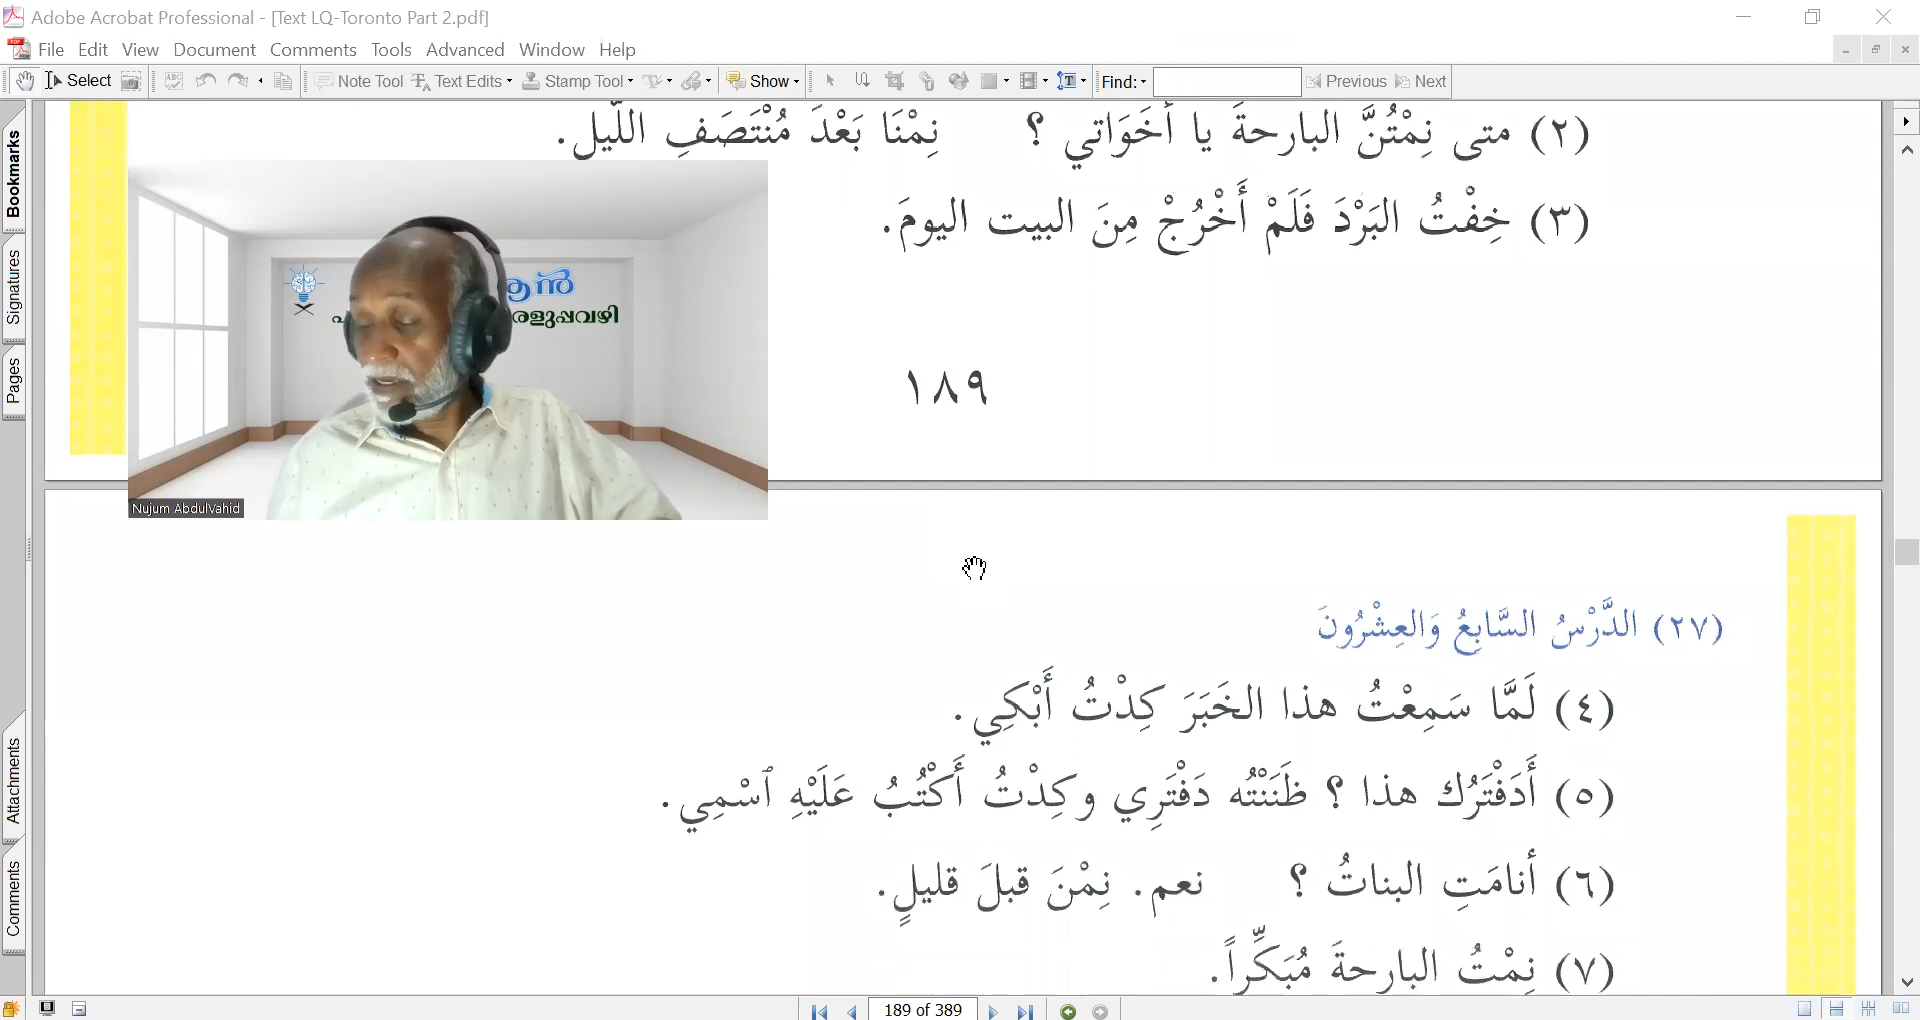 Adobe Acrobat Professional - [Text LQ-Toronto Part 2.pdf]
File Edit View Document Comments Tools Advanced Window Help
Select Note Tool Text Edits Stamp Tool Show Find: Previous Next
Bookmarks
Signatures
Pages
Attachments
Comments
(٢) متى نِمْتُنَّ البارحةَ يا أَخَوَاتي ؟ نِمْنَا بَعْدَ مُنْتَصَفِ اللَّيل.
(٣) خِفْتُ البَرْدَ فَلَمْ أَخْرُجْ مِنَ البيت اليومَ.
١٨٩
Nujum AbdulVahid
(٢٧) الدَّرْسُ السَّابِعُ وَالعِشْرُونَ
(٤) لَمَّا سَمِعْتُ هذا الخَبَرَ كِدْتُ أَبْكِي.
(٥) أَدَفْتَرُك هذا ؟ ظَنَنْتُه دَفْتَرِي وكِدْتُ أَكْتُبُ عَلَيْهِ ٱسْمِي.
(٦) أنامَتِ البناتُ ؟ نعم. نِمْنَ قبلَ قليلٍ.
(٧) نِمْتُ البارحةَ مُبَكِّراً.
189 of 389